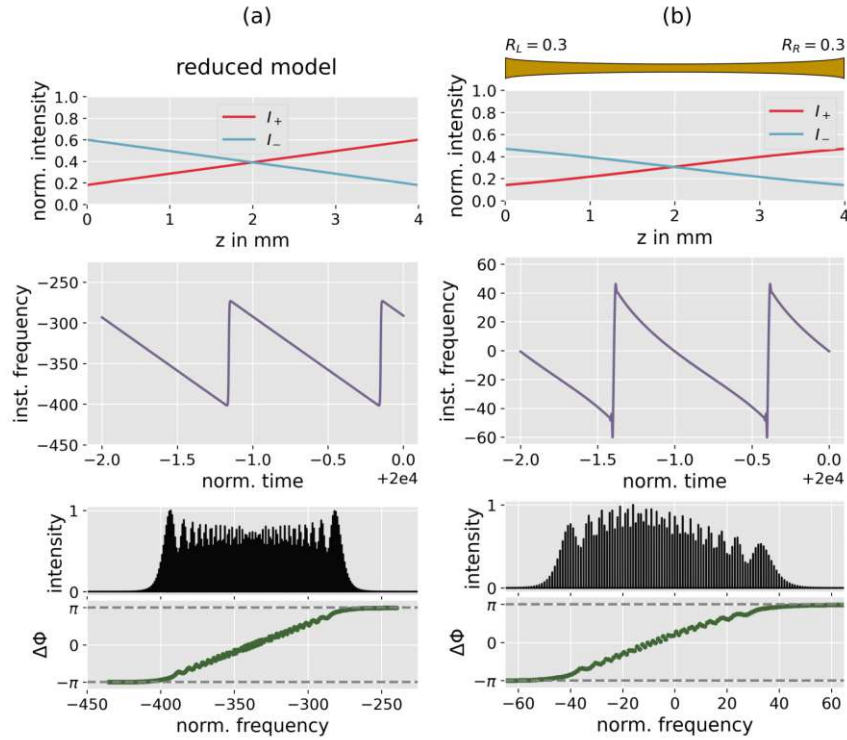 (a)
reduced model
norm. intensity
1.0
0.8
0.6
0.4
0.2
0.0
I+
I−
0 1 2 3 4
z in mm
inst. frequency
−250
−300
−350
−400
−450
−2.0 −1.5 −1.0 −0.5 0.0
+2e4
norm. time
intensity
1
0
ΔΦ
π
0
−π
−450 −400 −350 −300 −250
norm. frequency
(b)
R_L = 0.3 R_R = 0.3
norm. intensity
1.0
0.8
0.6
0.4
0.2
0.0
I+
I−
0 1 2 3 4
z in mm
inst. frequency
60
40
20
0
−20
−40
−60
−2.0 −1.5 −1.0 −0.5 0.0
+2e4
norm. time
intensity
1
0
ΔΦ
π
0
−π
−60 −40 −20 0 20 40 60
norm. frequency